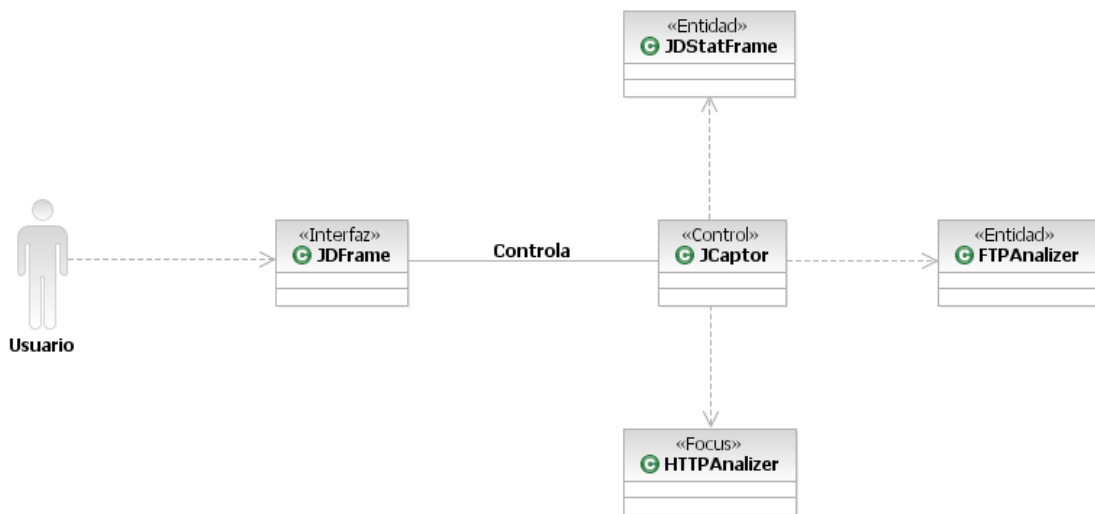 «Entidad»
C JDStatFrame
«Interfaz»
C JDFrame
Controla
«Control»
C JCaptor
«Entidad»
C FTPAnalizer
Usuario
«Focus»
C HTTPAnalizer